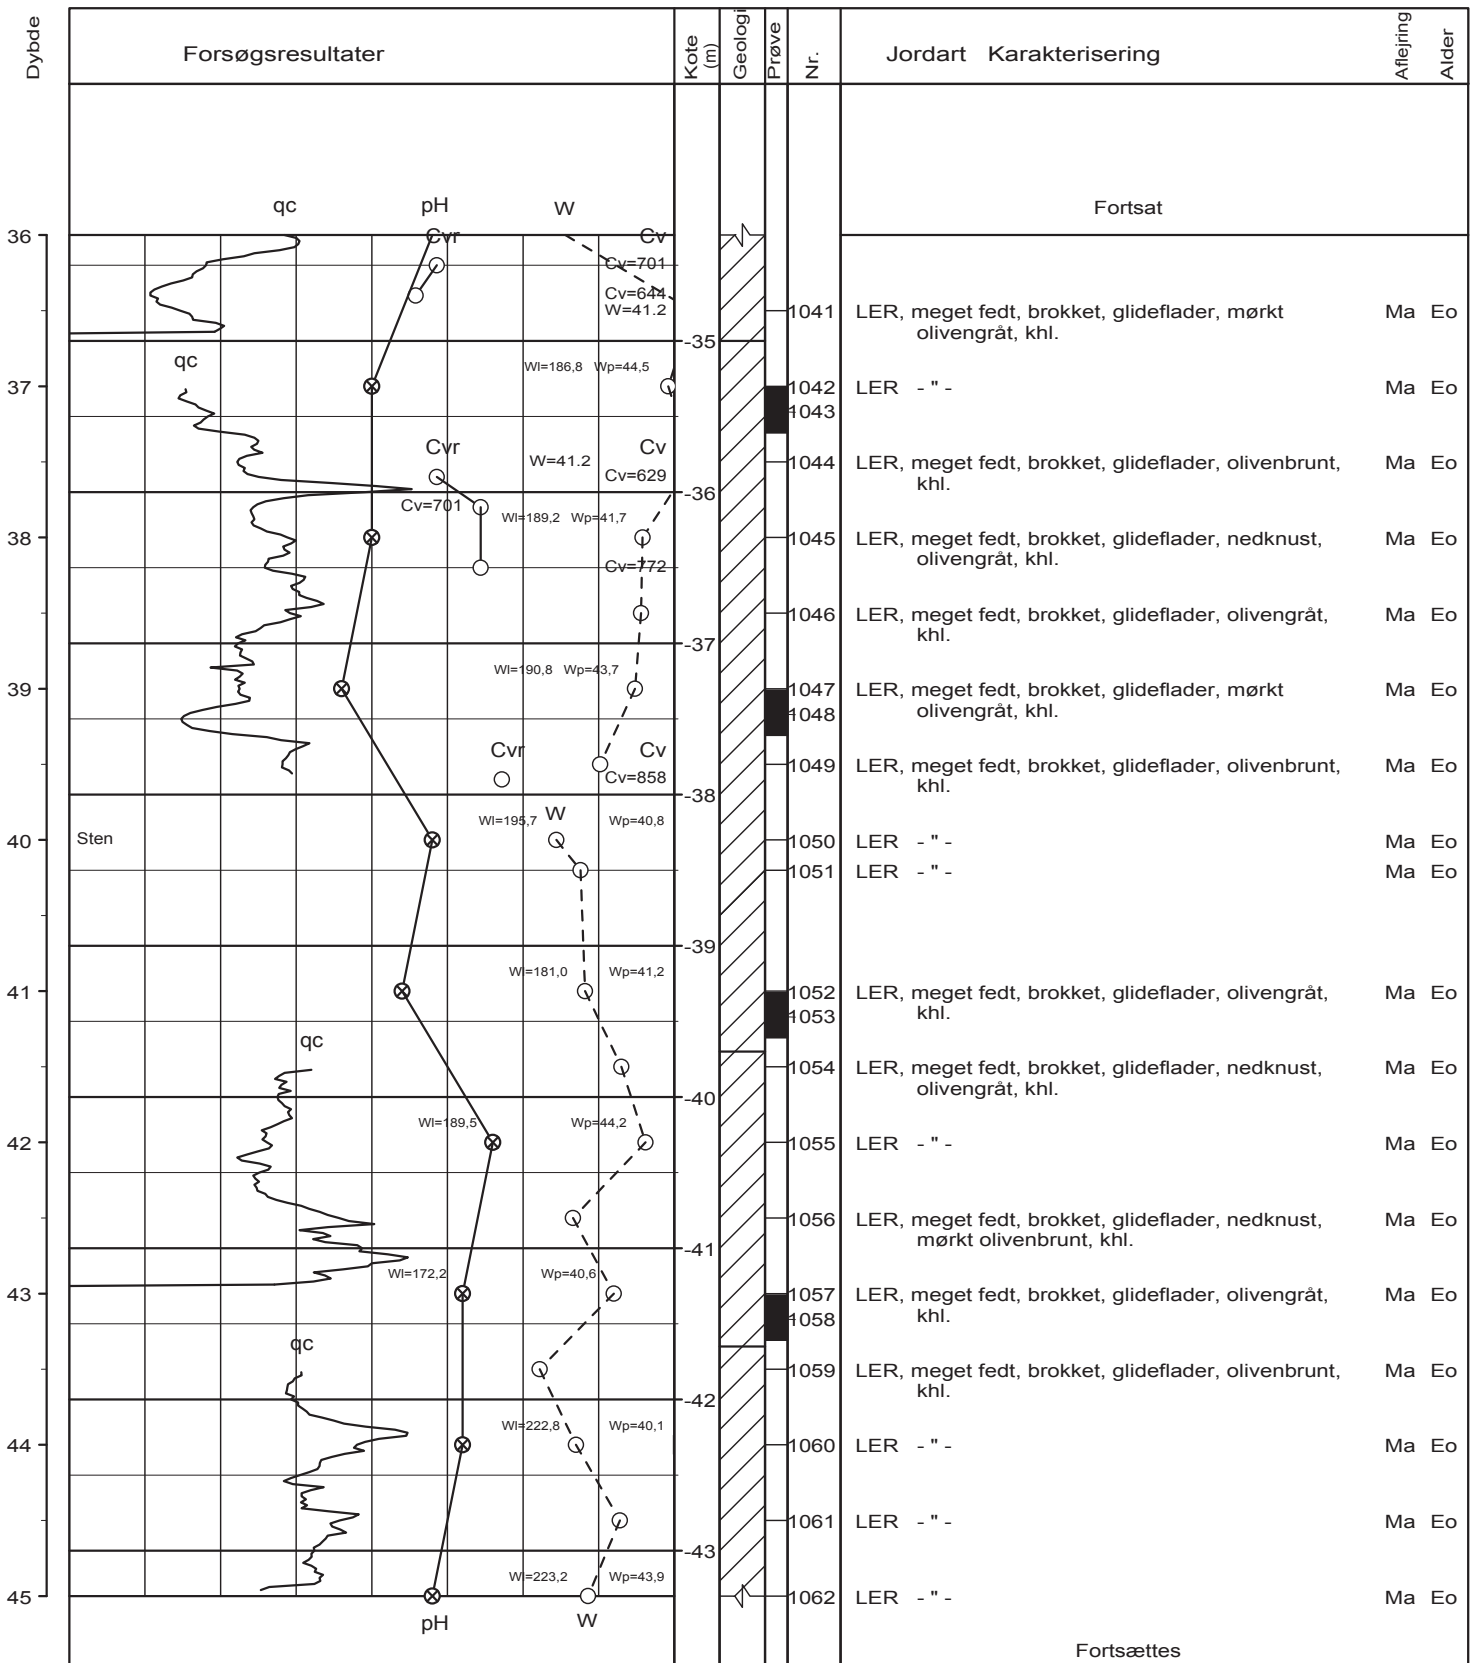 Dybde
Forsøgsresultater
Kote (m)
Geologi
Prøve
Nr.
Jordart Karakterisering
Aflejring
Alder
qc pH W Fortsat
36 Cvr Cv
Cv=701
Cv=644
W=41.2
1041 LER, meget fedt, brokket, glideflader, mørkt Ma Eo
olivengråt, khl.
-35
qc
Wl=186,8 Wp=44,5
37 1042 LER - " - Ma Eo
1043
Cvr Cv
W=41.2
1044 LER, meget fedt, brokket, glideflader, olivenbrunt, Ma Eo
Cv=629
khl.
-36
Cv=701
Wl=189,2 Wp=41,7
38 1045 LER, meget fedt, brokket, glideflader, nedknust, Ma Eo
olivengråt, khl.
Cv=772
1046 LER, meget fedt, brokket, glideflader, olivengråt, Ma Eo
khl.
-37
Wl=190,8 Wp=43,7
39 1047 LER, meget fedt, brokket, glideflader, mørkt Ma Eo
1048 olivengråt, khl.
Cvr Cv
1049 LER, meget fedt, brokket, glideflader, olivenbrunt, Ma Eo
Cv=858
khl.
-38
Wl=195,7 W Wp=40,8
40 Sten 1050 LER - " - Ma Eo
1051 LER - " - Ma Eo
-39
Wl=181,0 Wp=41,2
41 1052 LER, meget fedt, brokket, glideflader, olivengråt, Ma Eo
1053 khl.
qc
1054 LER, meget fedt, brokket, glideflader, nedknust, Ma Eo
olivengråt, khl.
-40
Wl=189,5 Wp=44,2
42 1055 LER - " - Ma Eo
1056 LER, meget fedt, brokket, glideflader, nedknust, Ma Eo
mørkt olivenbrunt, khl.
-41
Wl=172,2 Wp=40,6
43 1057 LER, meget fedt, brokket, glideflader, olivengråt, Ma Eo
1058 khl.
qc
1059 LER, meget fedt, brokket, glideflader, olivenbrunt, Ma Eo
khl.
-42
Wl=222,8 Wp=40,1
44 1060 LER - " - Ma Eo
1061 LER - " - Ma Eo
-43
Wl=223,2 Wp=43,9
45 1062 LER - " - Ma Eo
pH W
Fortsættes